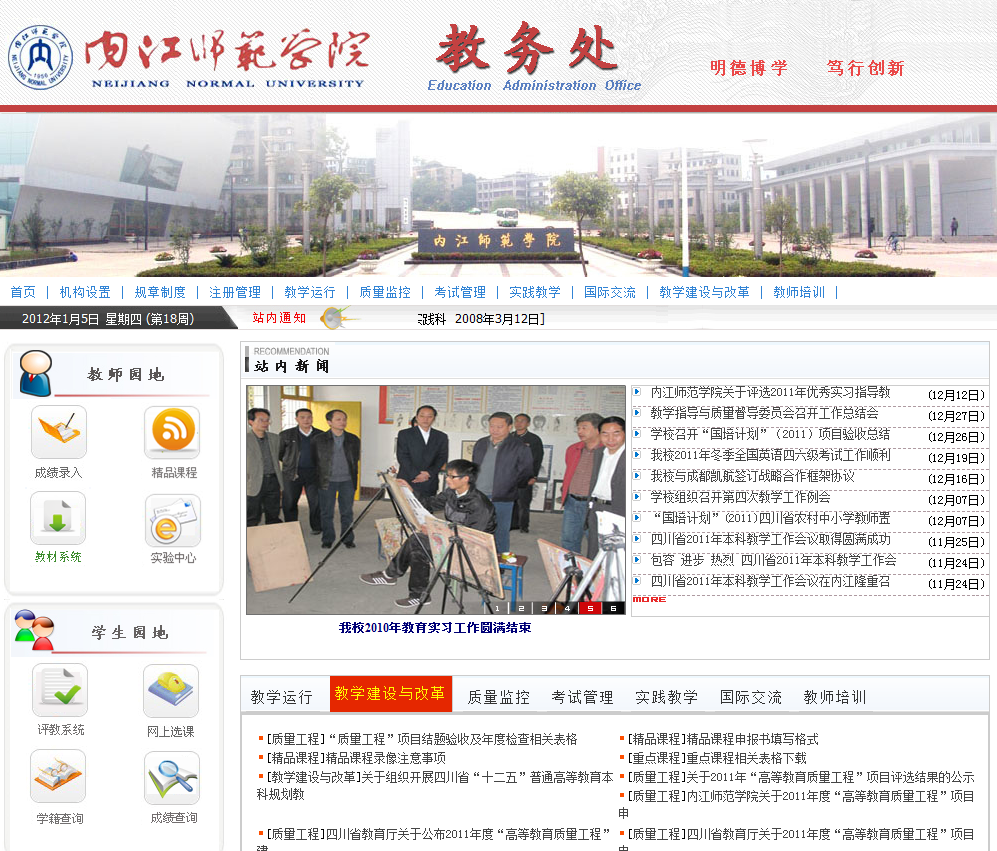 内江师范学院
NEIJIANG NORMAL UNIVERSITY
教务处
Education Administration Office
明德博学 笃行创新
内江师范学院
首页 | 机构设置 | 规章制度 | 注册管理 | 教学运行 | 质量监控 | 考试管理 | 实践教学 | 国际交流 | 教学建设与改革 | 教师培训 |
2012年1月5日 星期四 (第18周)
站内通知
践科 2008年3月12日]
教师园地
成绩录入
精品课程
教材系统
实验中心
学生园地
评教系统
网上选课
学籍查询
成绩查询
RECOMMENDATION
站内新闻
1 2 3 4 5 6
我校2010年教育实习工作圆满结束
内江师范学院关于评选2011年优秀实习指导教 (12月12日)
教学指导与质量督导委员会召开工作总结会 (12月27日)
学校召开“国培计划”（2011）项目验收总结 (12月26日)
我校2011年冬季全国英语四六级考试工作顺利 (12月19日)
我校与成都凯航签订战略合作框架协议 (12月16日)
学校组织召开第四次教学工作例会 (12月07日)
“国培计划”(2011)四川省农村中小学教师置 (12月07日)
四川省2011年本科教学工作会议取得圆满成功 (11月25日)
包容 进步 热烈 四川省2011年本科教学工作会 (11月24日)
四川省2011年本科教学工作会议在内江隆重召 (11月24日)
MORE
教学运行 教学建设与改革 质量监控 考试管理 实践教学 国际交流 教师培训
[质量工程]“质量工程”项目结题验收及年度检查相关表格
[精品课程]精品课程录像注意事项
[教学建设与改革]关于组织开展四川省“十二五”普通高等教育本
科规划教
[质量工程]四川省教育厅关于公布2011年度“高等教育质量工程”
建
[精品课程]精品课程申报书填写格式
[重点课程]重点课程相关表格下载
[质量工程]关于2011年“高等教育质量工程”项目评选结果的公示
[质量工程]内江师范学院关于2011年度“高等教育质量工程”项目
申
[质量工程]四川省教育厅关于2011年度“高等教育质量工程”项目
申